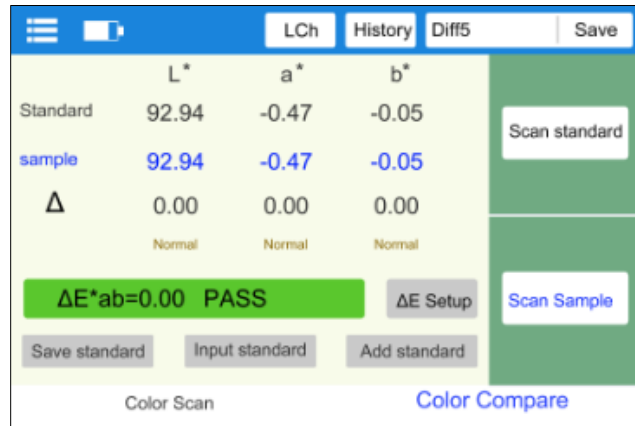 LCh History Diff5 Save
L* a* b*
Standard 92.94 -0.47 -0.05
Scan standard
sample 92.94 -0.47 -0.05
Δ 0.00 0.00 0.00
Normal Normal Normal
ΔE*ab=0.00 PASS ΔE Setup Scan Sample
Save standard Input standard Add standard
Color Scan Color Compare